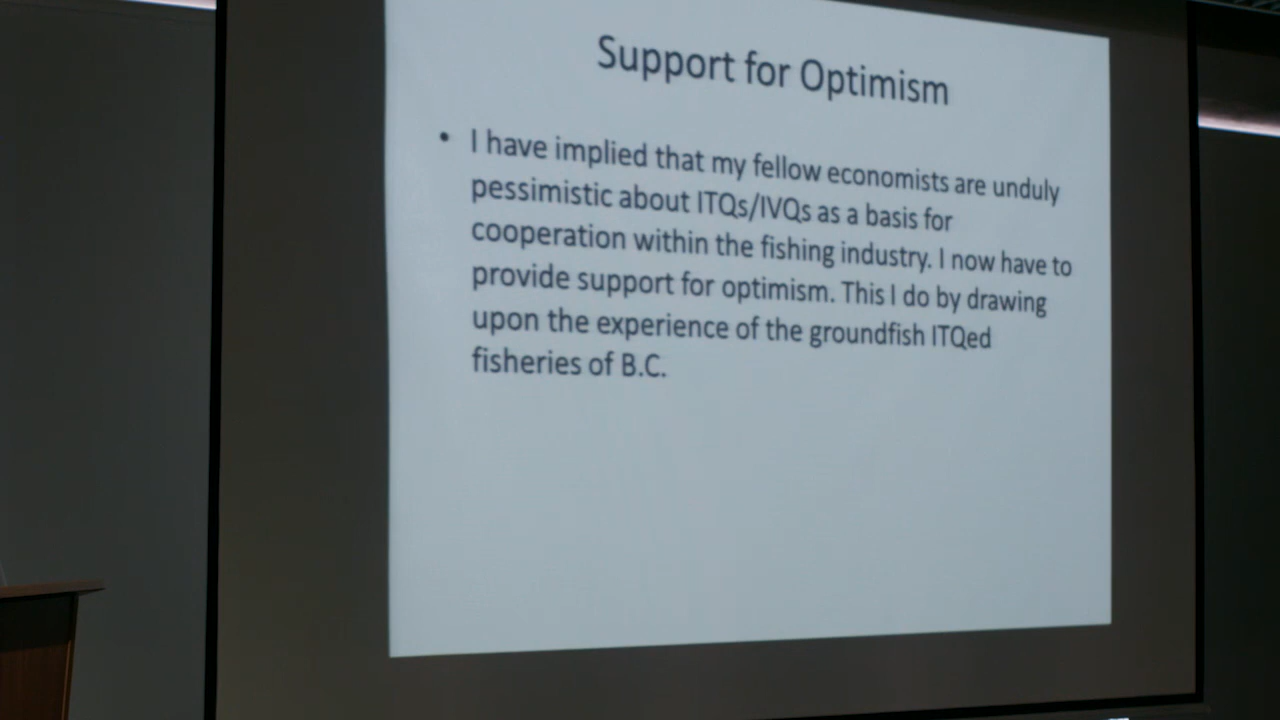 Support for Optimism
• I have implied that my fellow economists are unduly
pessimistic about ITQs/IVQs as a basis for
cooperation within the fishing industry. I now have to
provide support for optimism. This I do by drawing
upon the experience of the groundfish ITQed
fisheries of B.C.